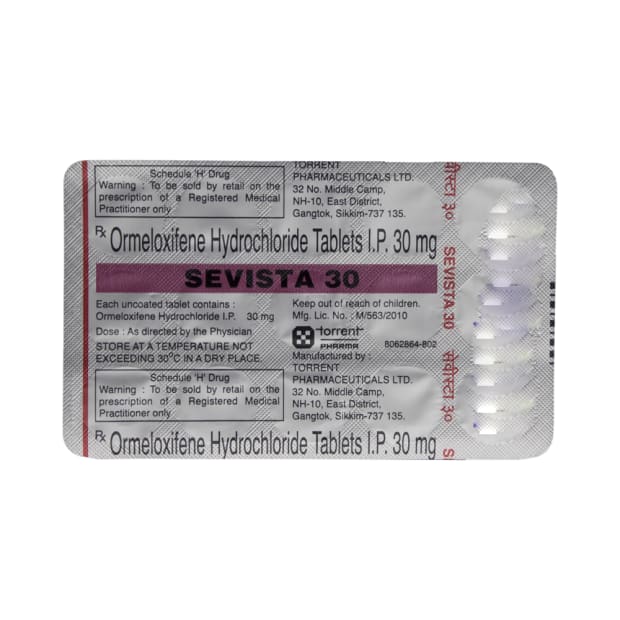 Schedule 'H' Drug
Warning : To be sold by retail on the
prescription of a Registered Medical
Practitioner only
TORRENT
PHARMACEUTICALS LTD.
32 No. Middle Camp,
NH-10, East District,
Gangtok, Sikkim-737 135.
Rx Ormeloxifene Hydrochloride Tablets I.P. 30 mg
SEVISTA 30
Each uncoated tablet contains :
Ormeloxifene Hydrochloride I.P. 30 mg
Dose : As directed by the Physician
STORE AT A TEMPERATURE NOT
EXCEEDING 30°C IN A DRY PLACE.
Keep out of reach of children.
Mfg. Lic. No. : M/563/2010
torrent
PHARMA 8062864-802
Manufactured by :
TORRENT
PHARMACEUTICALS LTD.
32 No. Middle Camp,
NH-10, East District,
Gangtok, Sikkim-737 135.
Schedule 'H' Drug
Warning : To be sold by retail on the
prescription of a Registered Medical
Practitioner only
Rx Ormeloxifene Hydrochloride Tablets I.P. 30 mg
SEVISTA 30
सेवीस्टा ३०